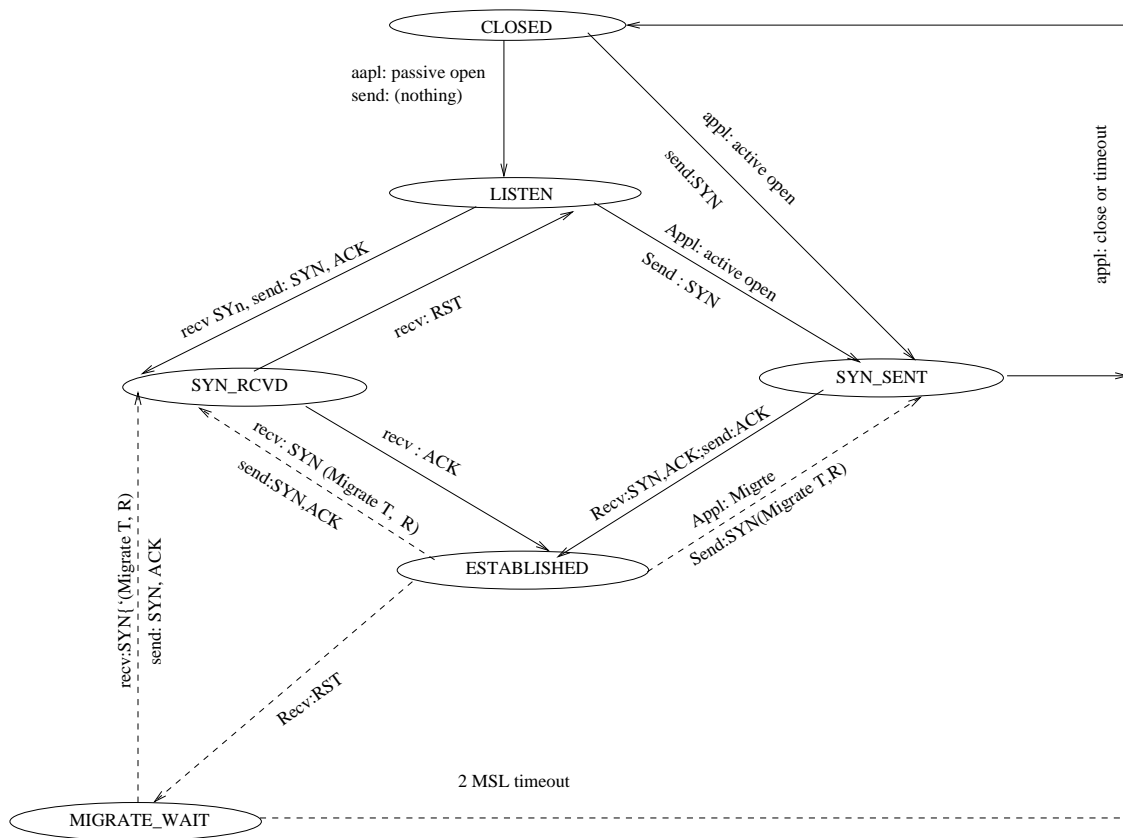 CLOSED
aapl: passive open
send: (nothing)
appl: active open
send:SYN
appl: close or timeout
LISTEN
recv SYn, send: SYN, ACK
recv: RST
Appl: active open
Send : SYN
SYN_RCVD
SYN_SENT
recv: SYN (Migrate T, R)
send:SYN,ACK
recv : ACK
Recv:SYN,ACK;send:ACK
Appl: Migrte
Send:SYN(Migrate T,R)
ESTABLISHED
recv:SYN{‘(Migrate T, R)
send: SYN, ACK
Recv:RST
2 MSL timeout
MIGRATE_WAIT